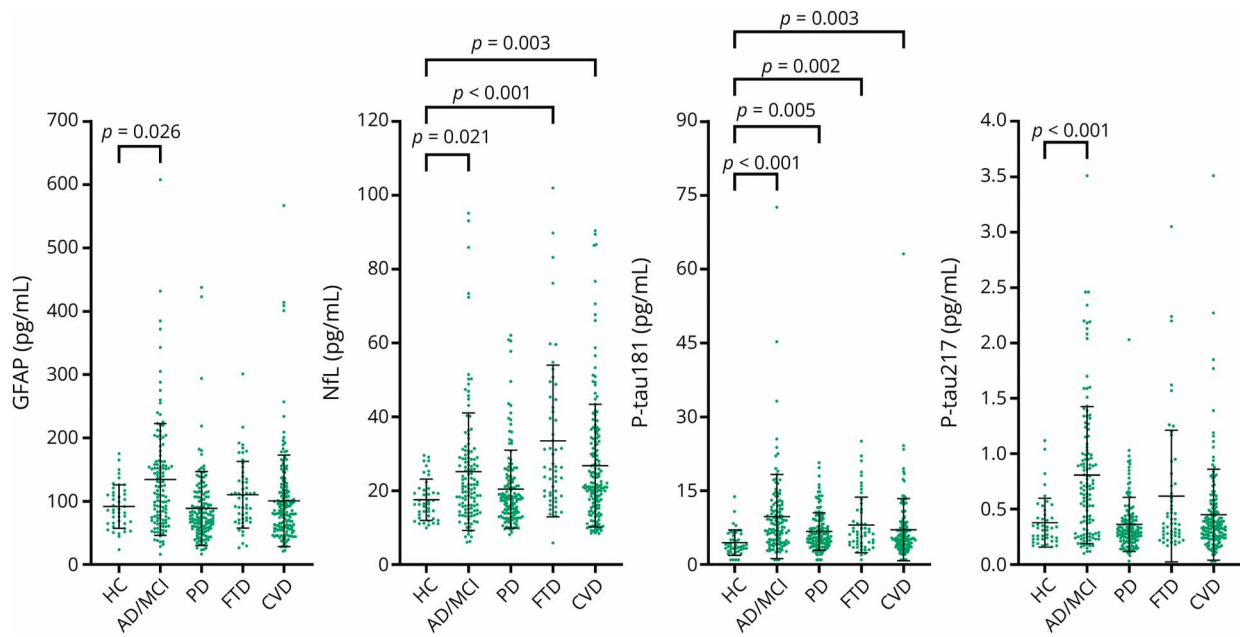 p = 0.026
GFAP (pg/mL)
700
600
500
400
300
200
100
0
HC
AD/MCI
PD
FTD
CVD
p = 0.003
p < 0.001
p = 0.021
NfL (pg/mL)
120
100
80
60
40
20
0
HC
AD/MCI
PD
FTD
CVD
p = 0.003
p = 0.002
p = 0.005
p < 0.001
P-tau181 (pg/mL)
90
75
60
45
30
15
0
HC
AD/MCI
PD
FTD
CVD
p < 0.001
P-tau217 (pg/mL)
4.0
3.5
3.0
2.5
2.0
1.5
1.0
0.5
0.0
HC
AD/MCI
PD
FTD
CVD